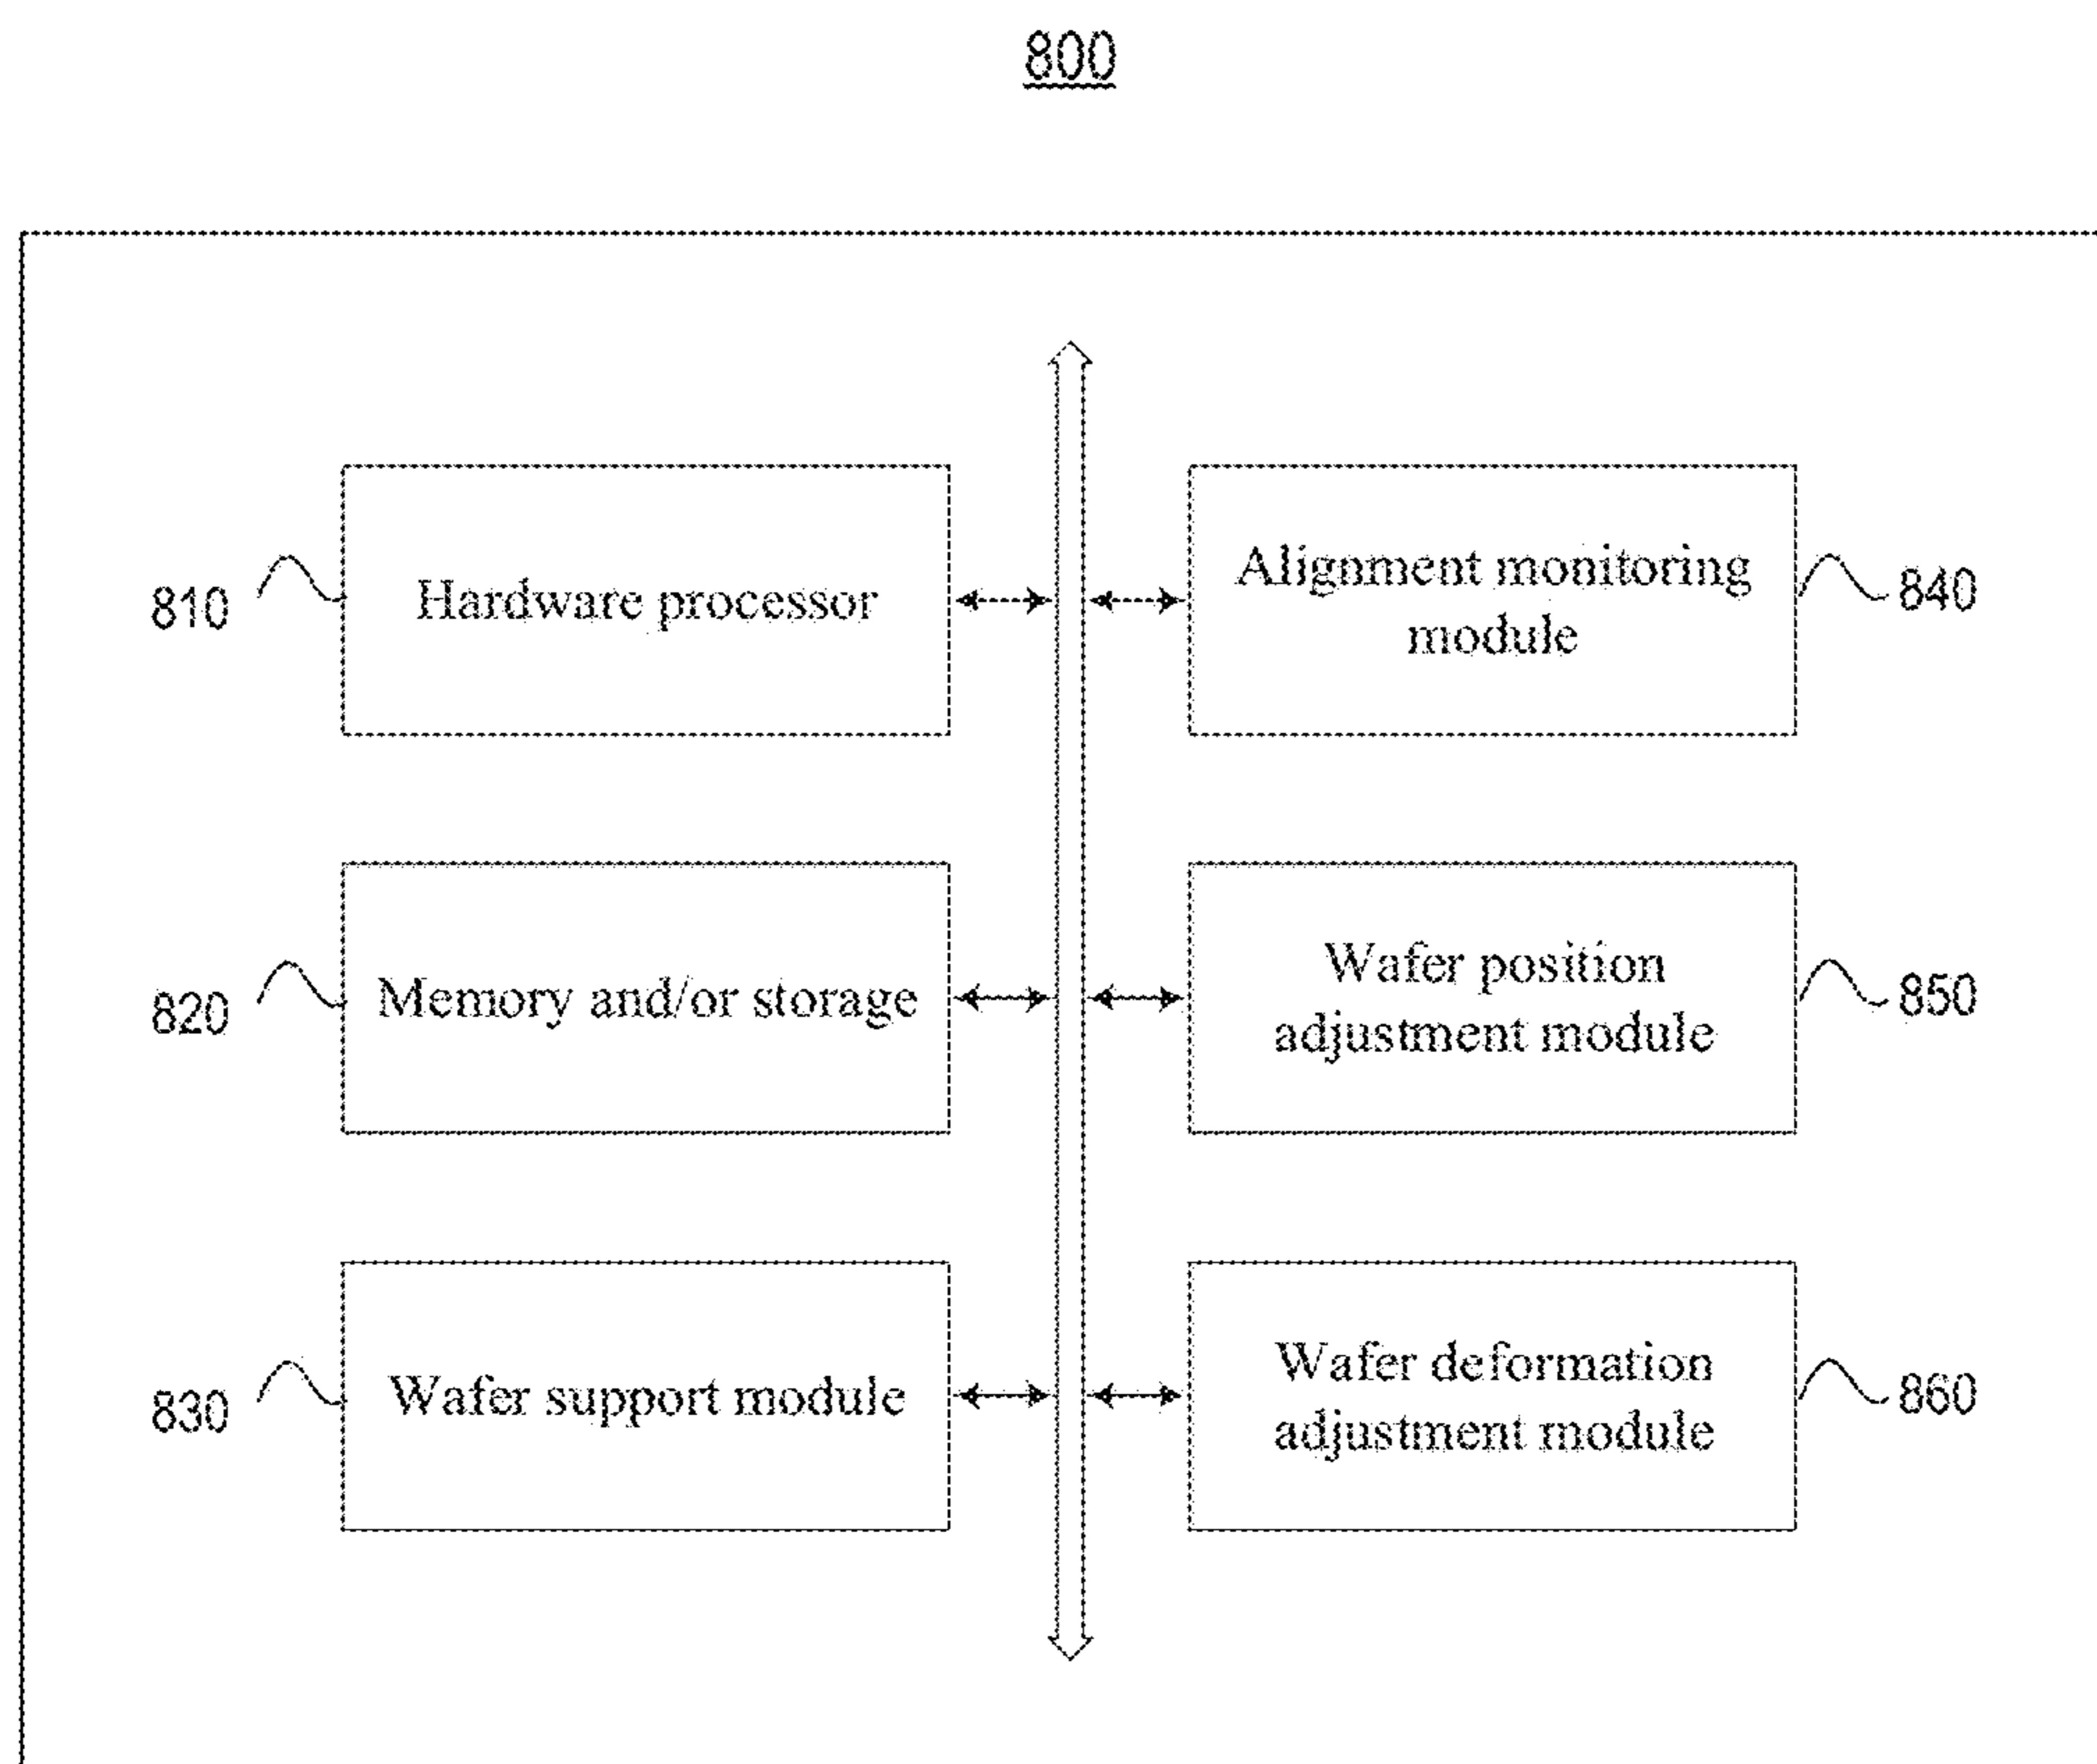 800
810
Hardware processor
Alignment monitoring
module
840
820
Memory and/or storage
Wafer position
adjustment module
850
830
Wafer support module
Wafer deformation
adjustment module
860